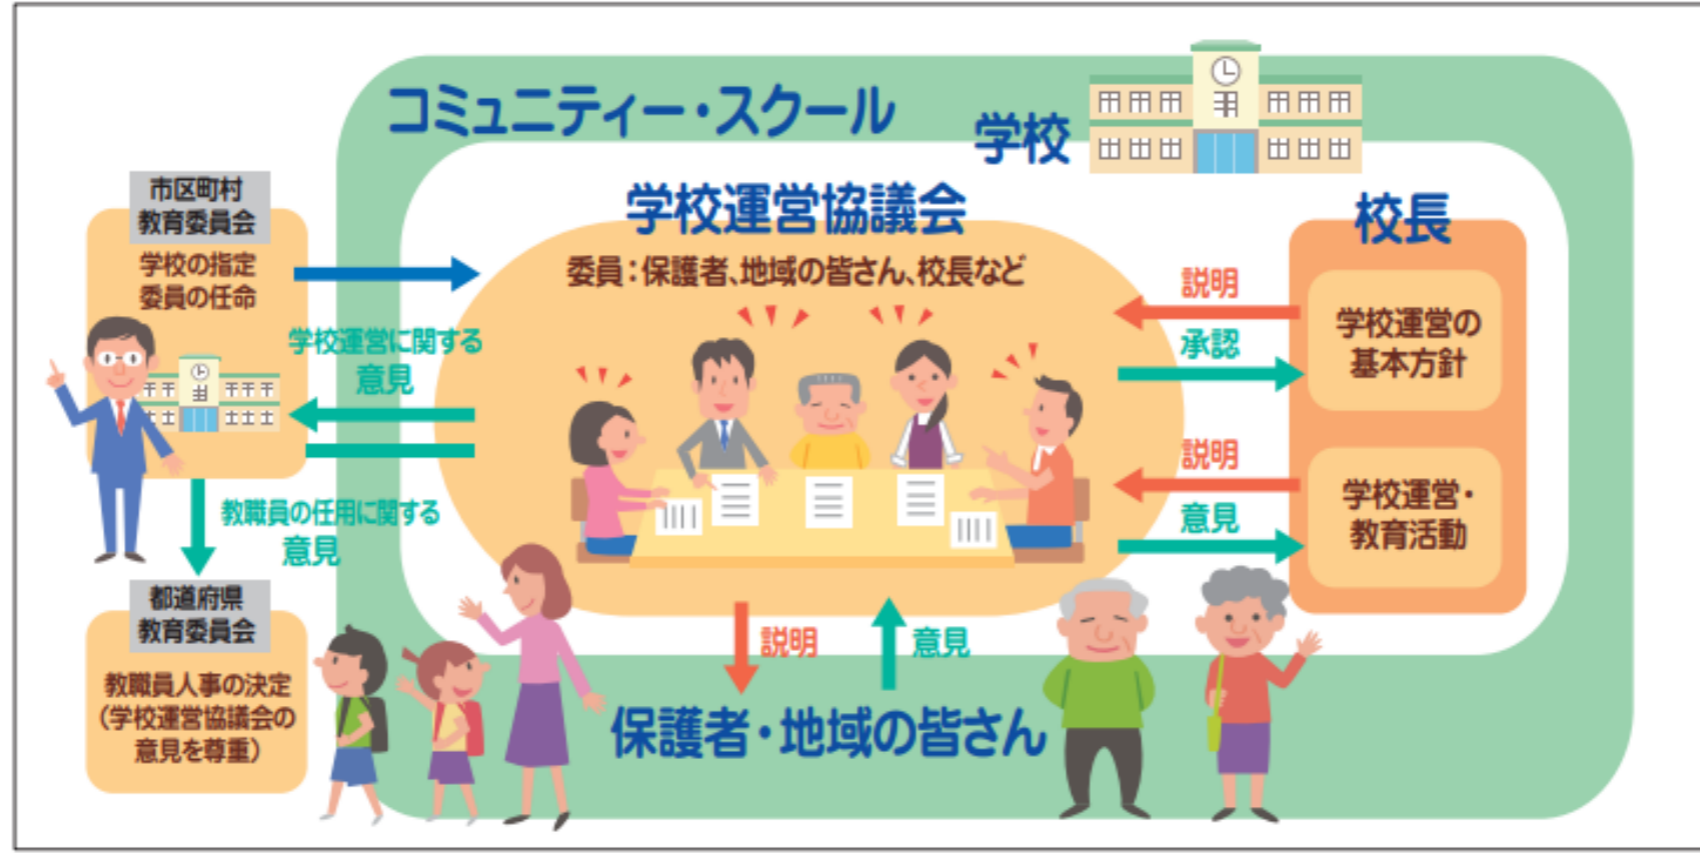 コミュニティー・スクール
学校
市区町村
教育委員会
学校の指定
委員の任命
学校運営協議会
委員：保護者、地域の皆さん、校長など
校長
説明
承認
学校運営の
基本方針
学校運営に関する
意見
説明
意見
学校運営・
教育活動
教職員の任用に関する
意見
都道府県
教育委員会
教職員人事の決定
（学校運営協議会の
意見を尊重）
説明
意見
保護者・地域の皆さん